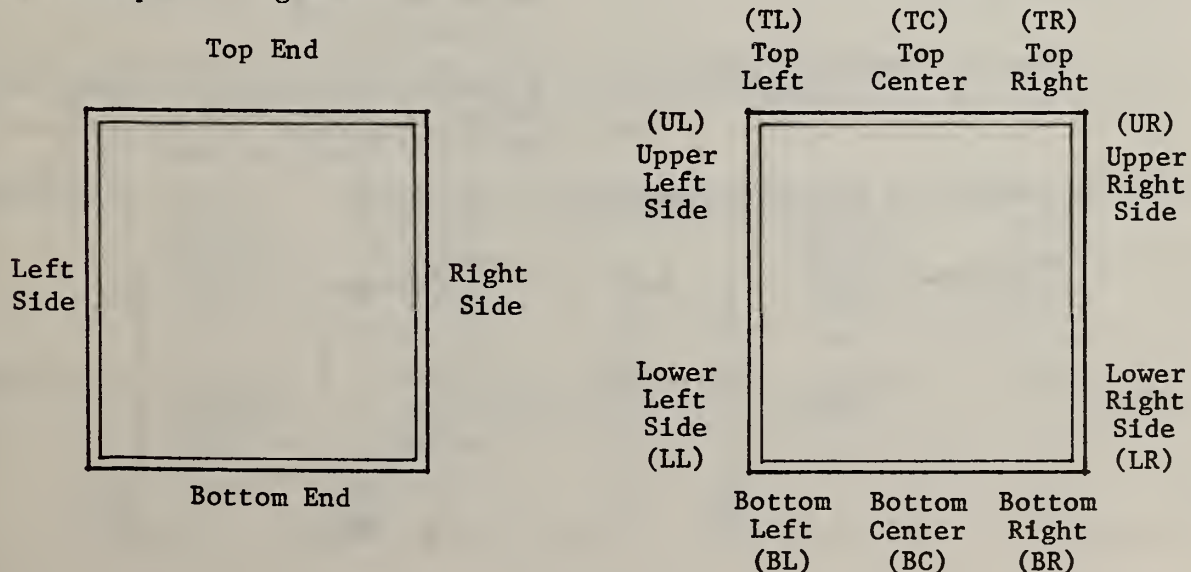 Top End
Left
Side
Right
Side
Bottom End
(TL) (TC) (TR)
Top Top Top
Left Center Right
(UL)
Upper
Left
Side
(UR)
Upper
Right
Side
Lower
Left
Side
(LL)
Lower
Right
Side
(LR)
Bottom Bottom Bottom
Left Center Right
(BL) (BC) (BR)